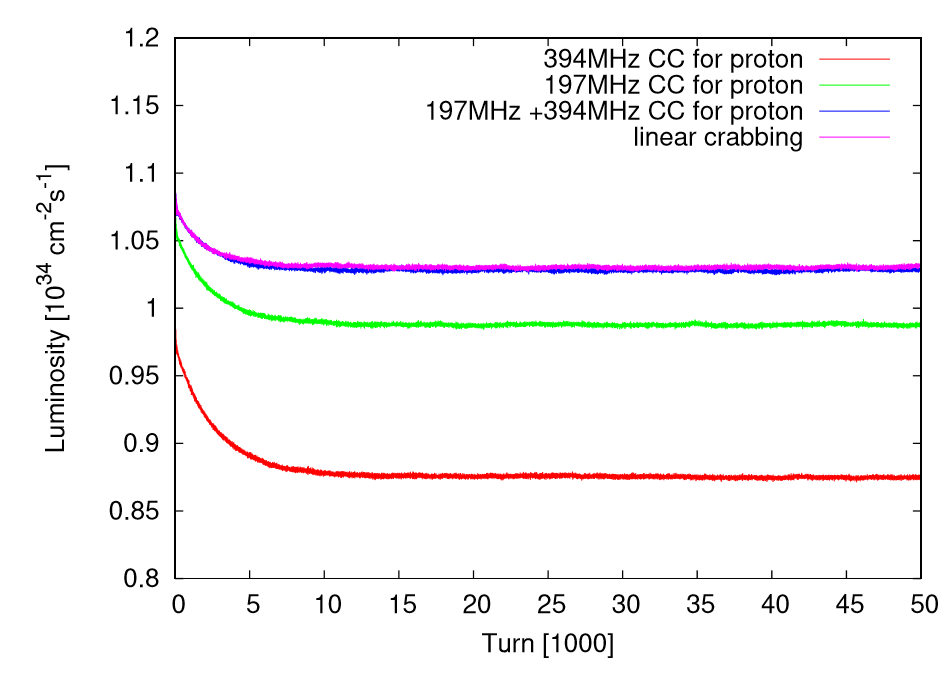 1.2
1.15
1.1
1.05
1
0.95
0.9
0.85
0.8
394MHz CC for proton
197MHz CC for proton
197MHz +394MHz CC for proton
linear crabbing
Luminosity [10³⁴ cm⁻²s⁻¹]
0 5 10 15 20 25 30 35 40 45 50
Turn [1000]